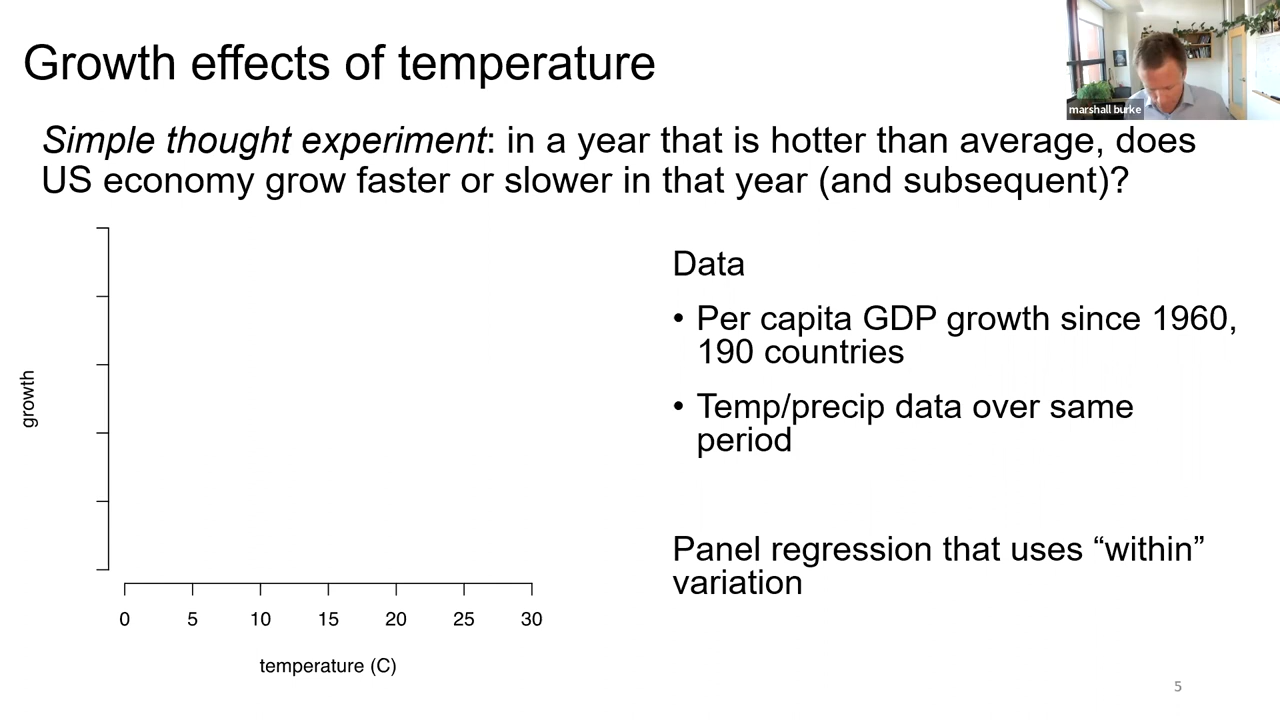 Growth effects of temperature
marshall burke
Simple thought experiment: in a year that is hotter than average, does
US economy grow faster or slower in that year (and subsequent)?
growth
0 5 10 15 20 25 30
temperature (C)
Data
• Per capita GDP growth since 1960,
190 countries
• Temp/precip data over same
period
Panel regression that uses “within”
variation
5